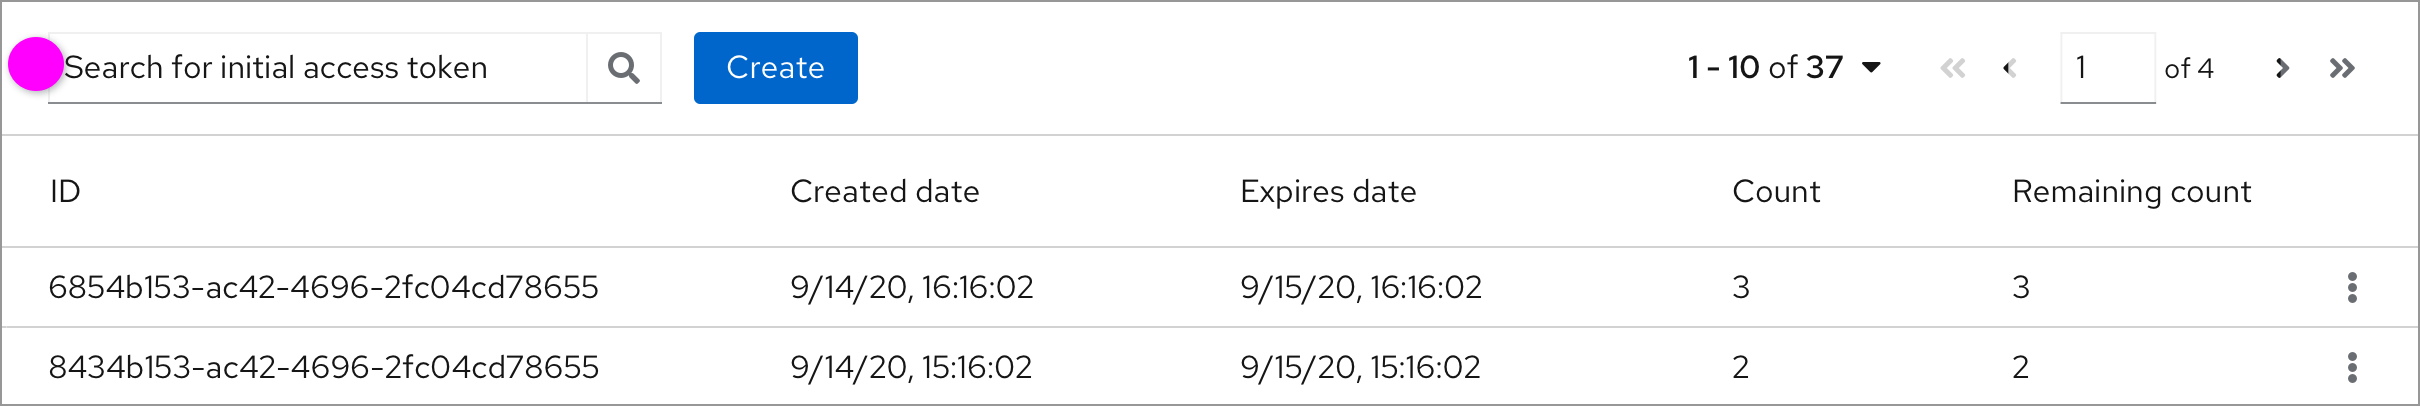 Search for initial access token Create 1 - 10 of 37 1 of 4
ID Created date Expires date Count Remaining count
6854b153-ac42-4696-2fc04cd78655 9/14/20, 16:16:02 9/15/20, 16:16:02 3 3
8434b153-ac42-4696-2fc04cd78655 9/14/20, 15:16:02 9/15/20, 15:16:02 2 2